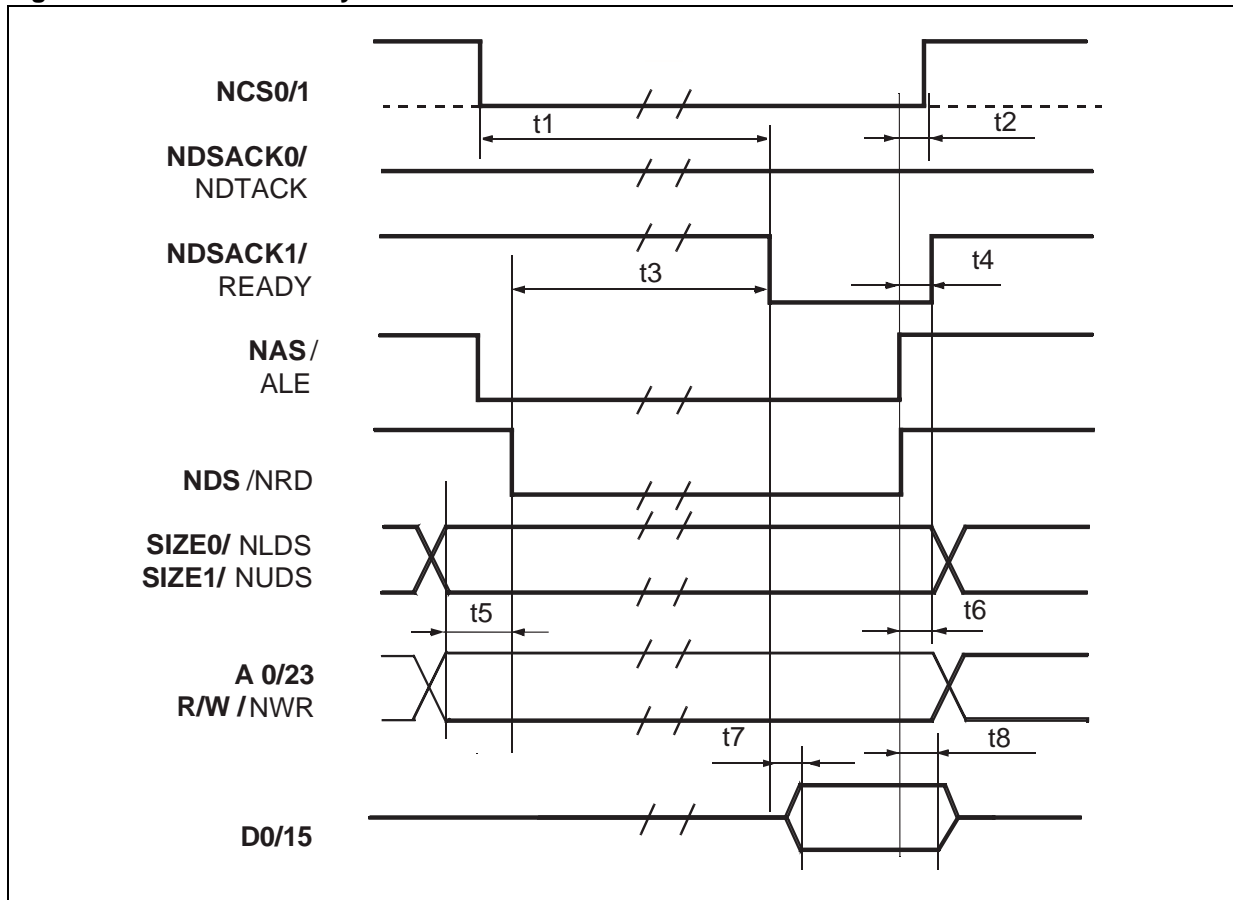 NCS0/1
t1
t2
NDSACK0/
NDTACK
NDSACK1/
READY
t3
t4
NAS/
ALE
NDS /NRD
SIZE0/ NLDS
SIZE1/ NUDS
t5
t6
A 0/23
R/W /NWR
t7
t8
D0/15